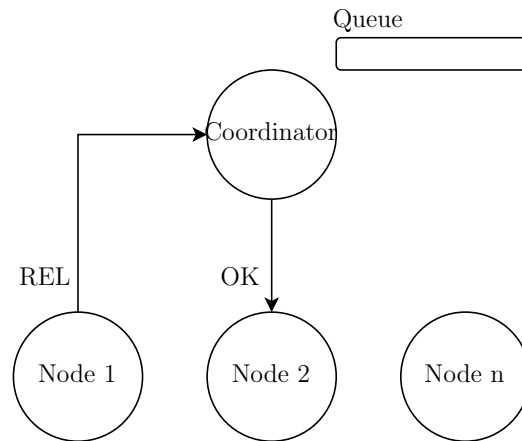 Queue
Coordinator
REL
OK
Node 1
Node 2
Node n